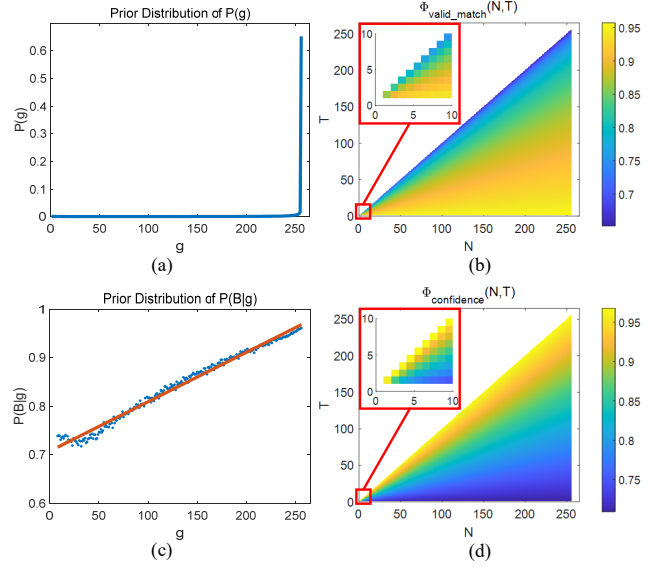 Prior Distribution of P(g)
P(g)
0.6
0.5
0.4
0.3
0.2
0.1
0
0 50 100 150 200 250
g
(a)
Φvalid_match(N,T)
T
250
200
150
100
50
0
10
5
0
0 5 10
0 50 100 150 200 250
N
0.95
0.9
0.85
0.8
0.75
0.7
(b)
Prior Distribution of P(B|g)
P(B|g)
1
0.9
0.8
0.7
0.6
0 50 100 150 200 250
g
(c)
Φconfidence(N,T)
T
250
200
150
100
50
0
10
5
0
0 5 10
0 50 100 150 200 250
N
0.95
0.9
0.85
0.8
0.75
(d)